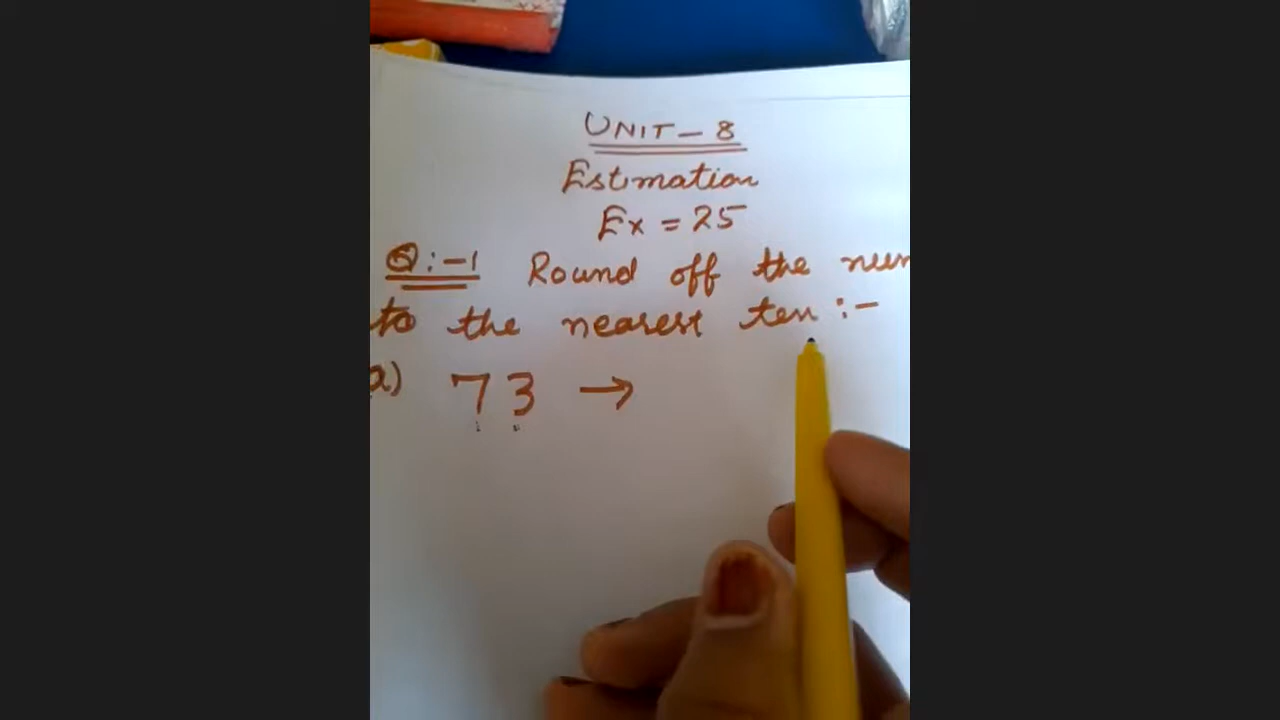 UNIT - 8
Estimation
Ex = 25
Q:-1 Round off the
to the nearest ten :-
a) 73 →